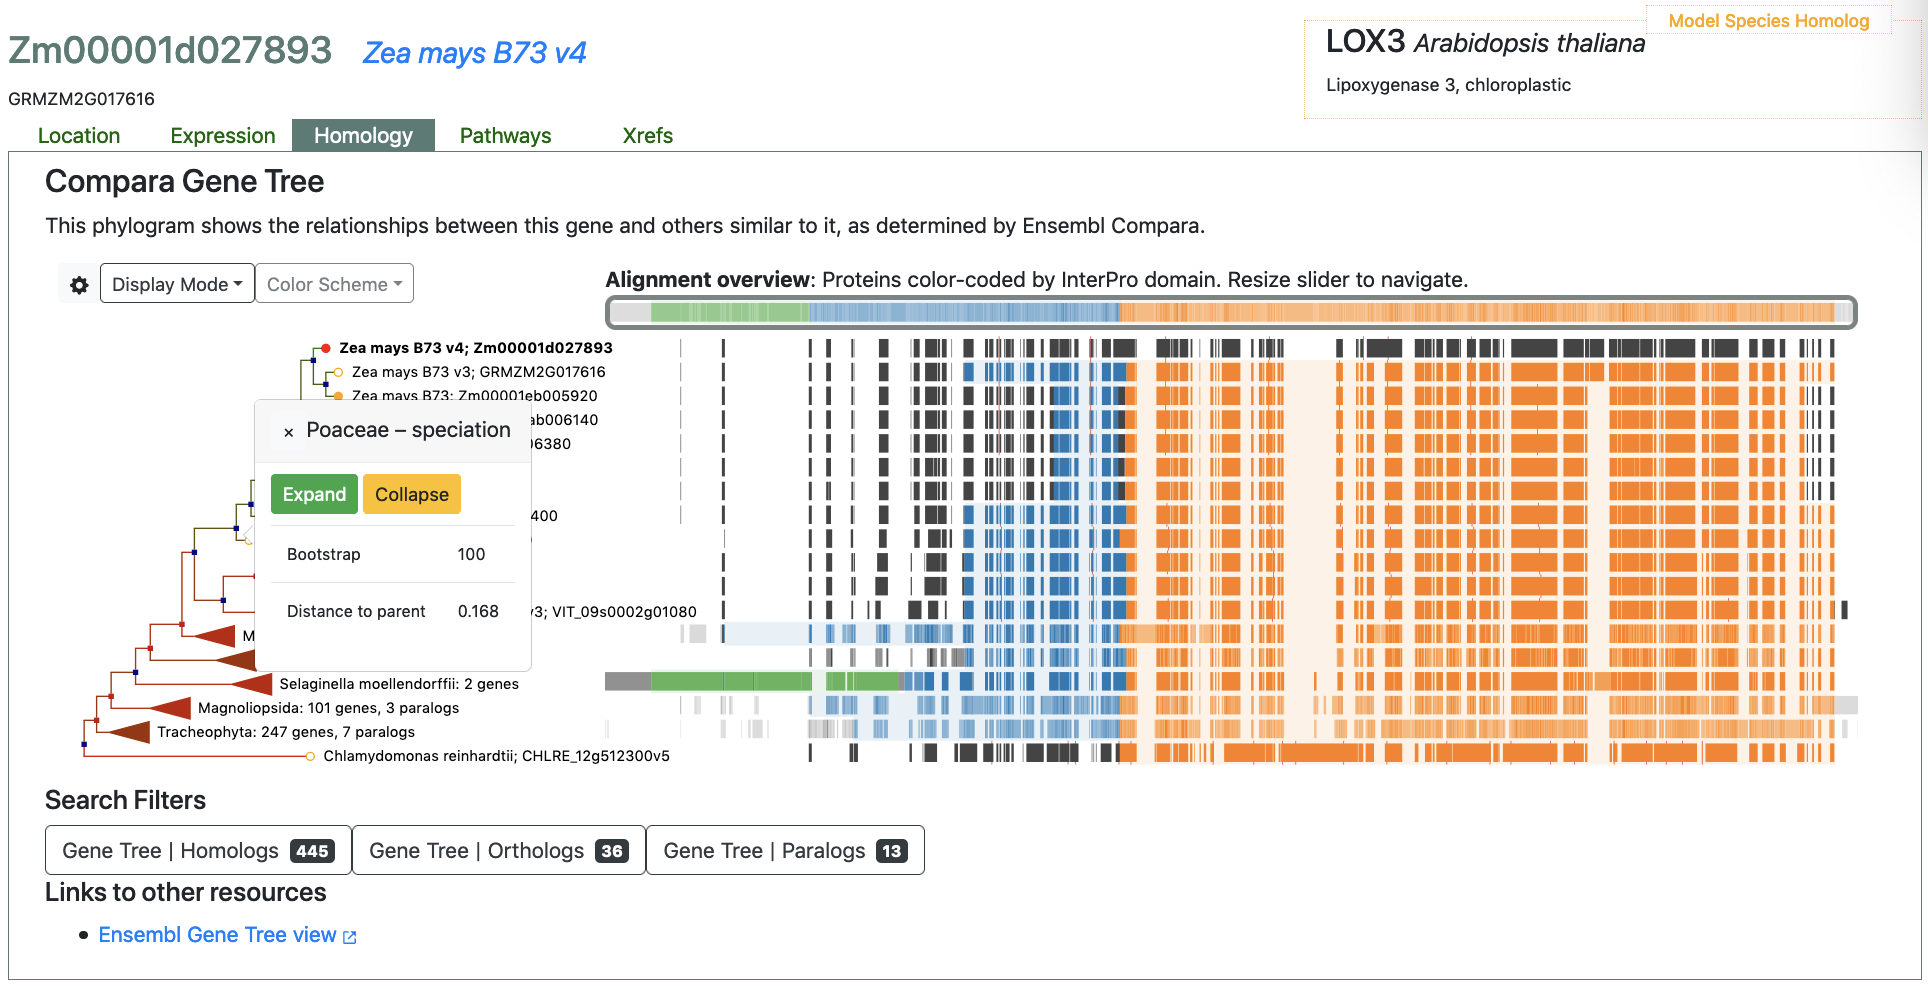 Model Species Homolog
Zm00001d027893 Zea mays B73 v4
LOX3 Arabidopsis thaliana
Lipoxygenase 3, chloroplastic
GRMZM2G017616
Location Expression Homology Pathways Xrefs
Compara Gene Tree
This phylogram shows the relationships between this gene and others similar to it, as determined by Ensembl Compara.
Display Mode Color Scheme
Alignment overview: Proteins color-coded by InterPro domain. Resize slider to navigate.
Zea mays B73 v4; Zm00001d027893
Zea mays B73 v3; GRMZM2G017616
Zea mays B73; Zm00001eb005920
ab006140
06380
400
v3; VIT_09s0002g01080
M
× Poaceae – speciation
Expand Collapse
Bootstrap 100
Distance to parent 0.168
Selaginella moellendorffii: 2 genes
Magnoliopsida: 101 genes, 3 paralogs
Tracheophyta: 247 genes, 7 paralogs
Chlamydomonas reinhardtii; CHLRE_12g512300v5
Search Filters
Gene Tree | Homologs 445 Gene Tree | Orthologs 36 Gene Tree | Paralogs 13
Links to other resources
• Ensembl Gene Tree view